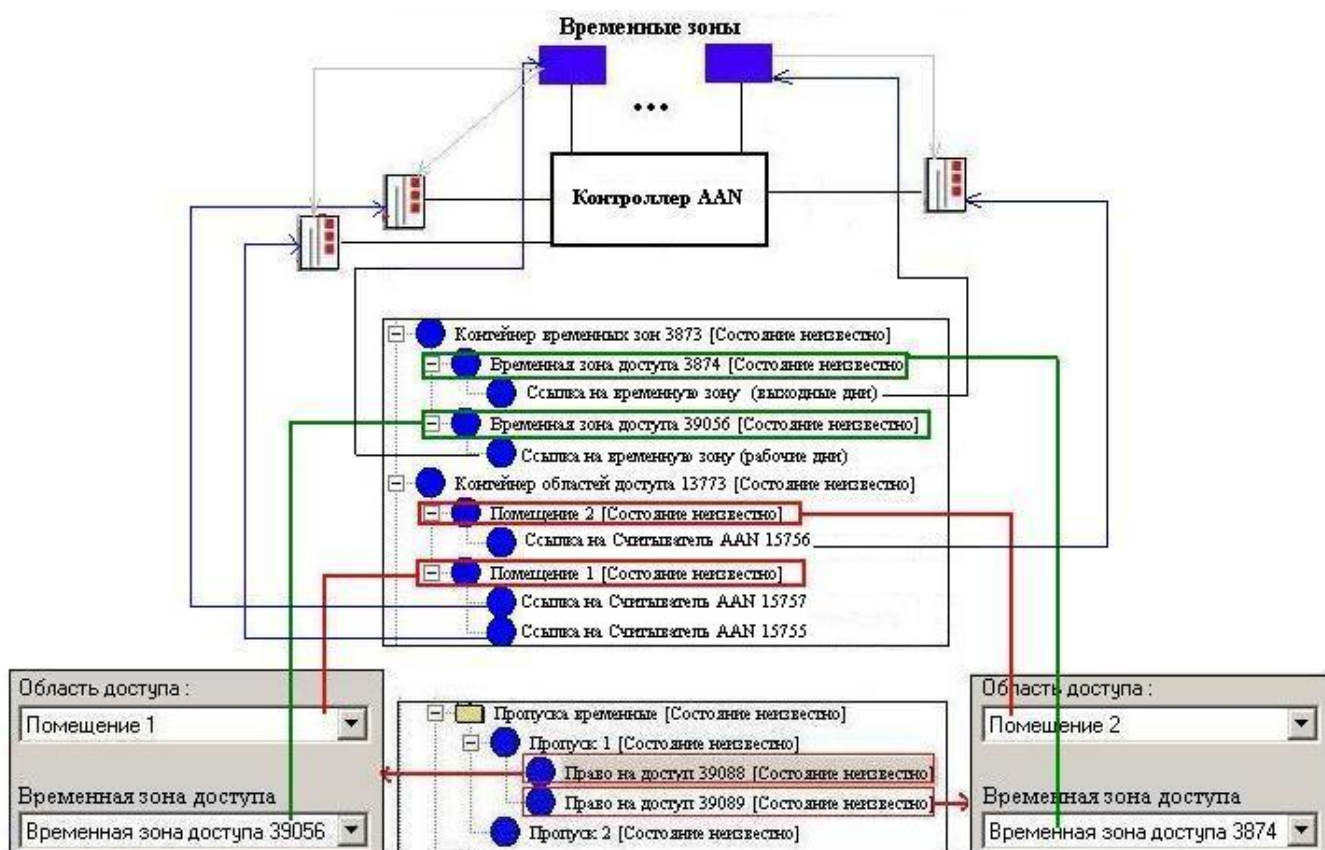 Временные зоны
...
Контроллер AAN
Контейнер временных зон 3873 [Состояние неизвестно]
Временная зона доступа 3874 [Состояние неизвестно
Ссылка на временную зону (выходные дни)
Временная зона доступа 39056 [Состояние неизвестно]
Ссылка на временную зону (рабочие дни)
Контейнер областей доступа 13773 [Состояние неизвестно]
Помещение 2 [Состояние неизвестно]
Ссылка на Считыватель AAN 15756
Помещение 1 [Состояние неизвестно]
Ссылка на Считыватель AAN 15757
Ссылка на Считыватель AAN 15755
Область доступа :
Помещение 1
Временная зона доступа
Временная зона доступа 39056
Пропуска временные [Состояние неизвестно]
Пропуск 1 [Состояние неизвестно]
Право на доступ 39088 [Состояние неизвестно]
Право на доступ 39089 [Состояние неизвестно]
Пропуск 2 [Состояние неизвестно]
Область доступа :
Помещение 2
Временная зона доступа
Временная зона доступа 3874